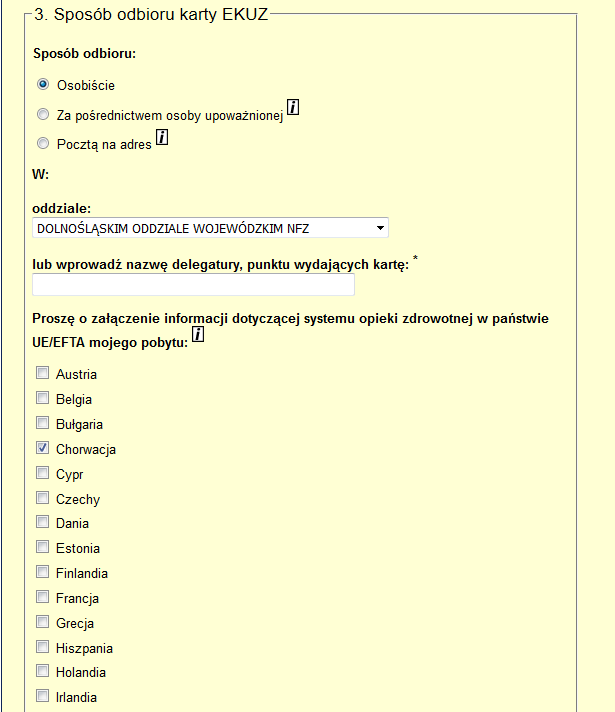 3. Sposób odbioru karty EKUZ
Sposób odbioru:
Osobiście
Za pośrednictwem osoby upoważnionej i
Pocztą na adres i
W:
oddziale:
DOLNOŚLĄSKIM ODDZIALE WOJEWÓDZKIM NFZ
lub wprowadź nazwę delegatury, punktu wydających kartę: *
Proszę o załączenie informacji dotyczącej systemu opieki zdrowotnej w państwie
UE/EFTA mojego pobytu: i
Austria
Belgia
Bułgaria
Chorwacja
Cypr
Czechy
Dania
Estonia
Finlandia
Francja
Grecja
Hiszpania
Holandia
Irlandia